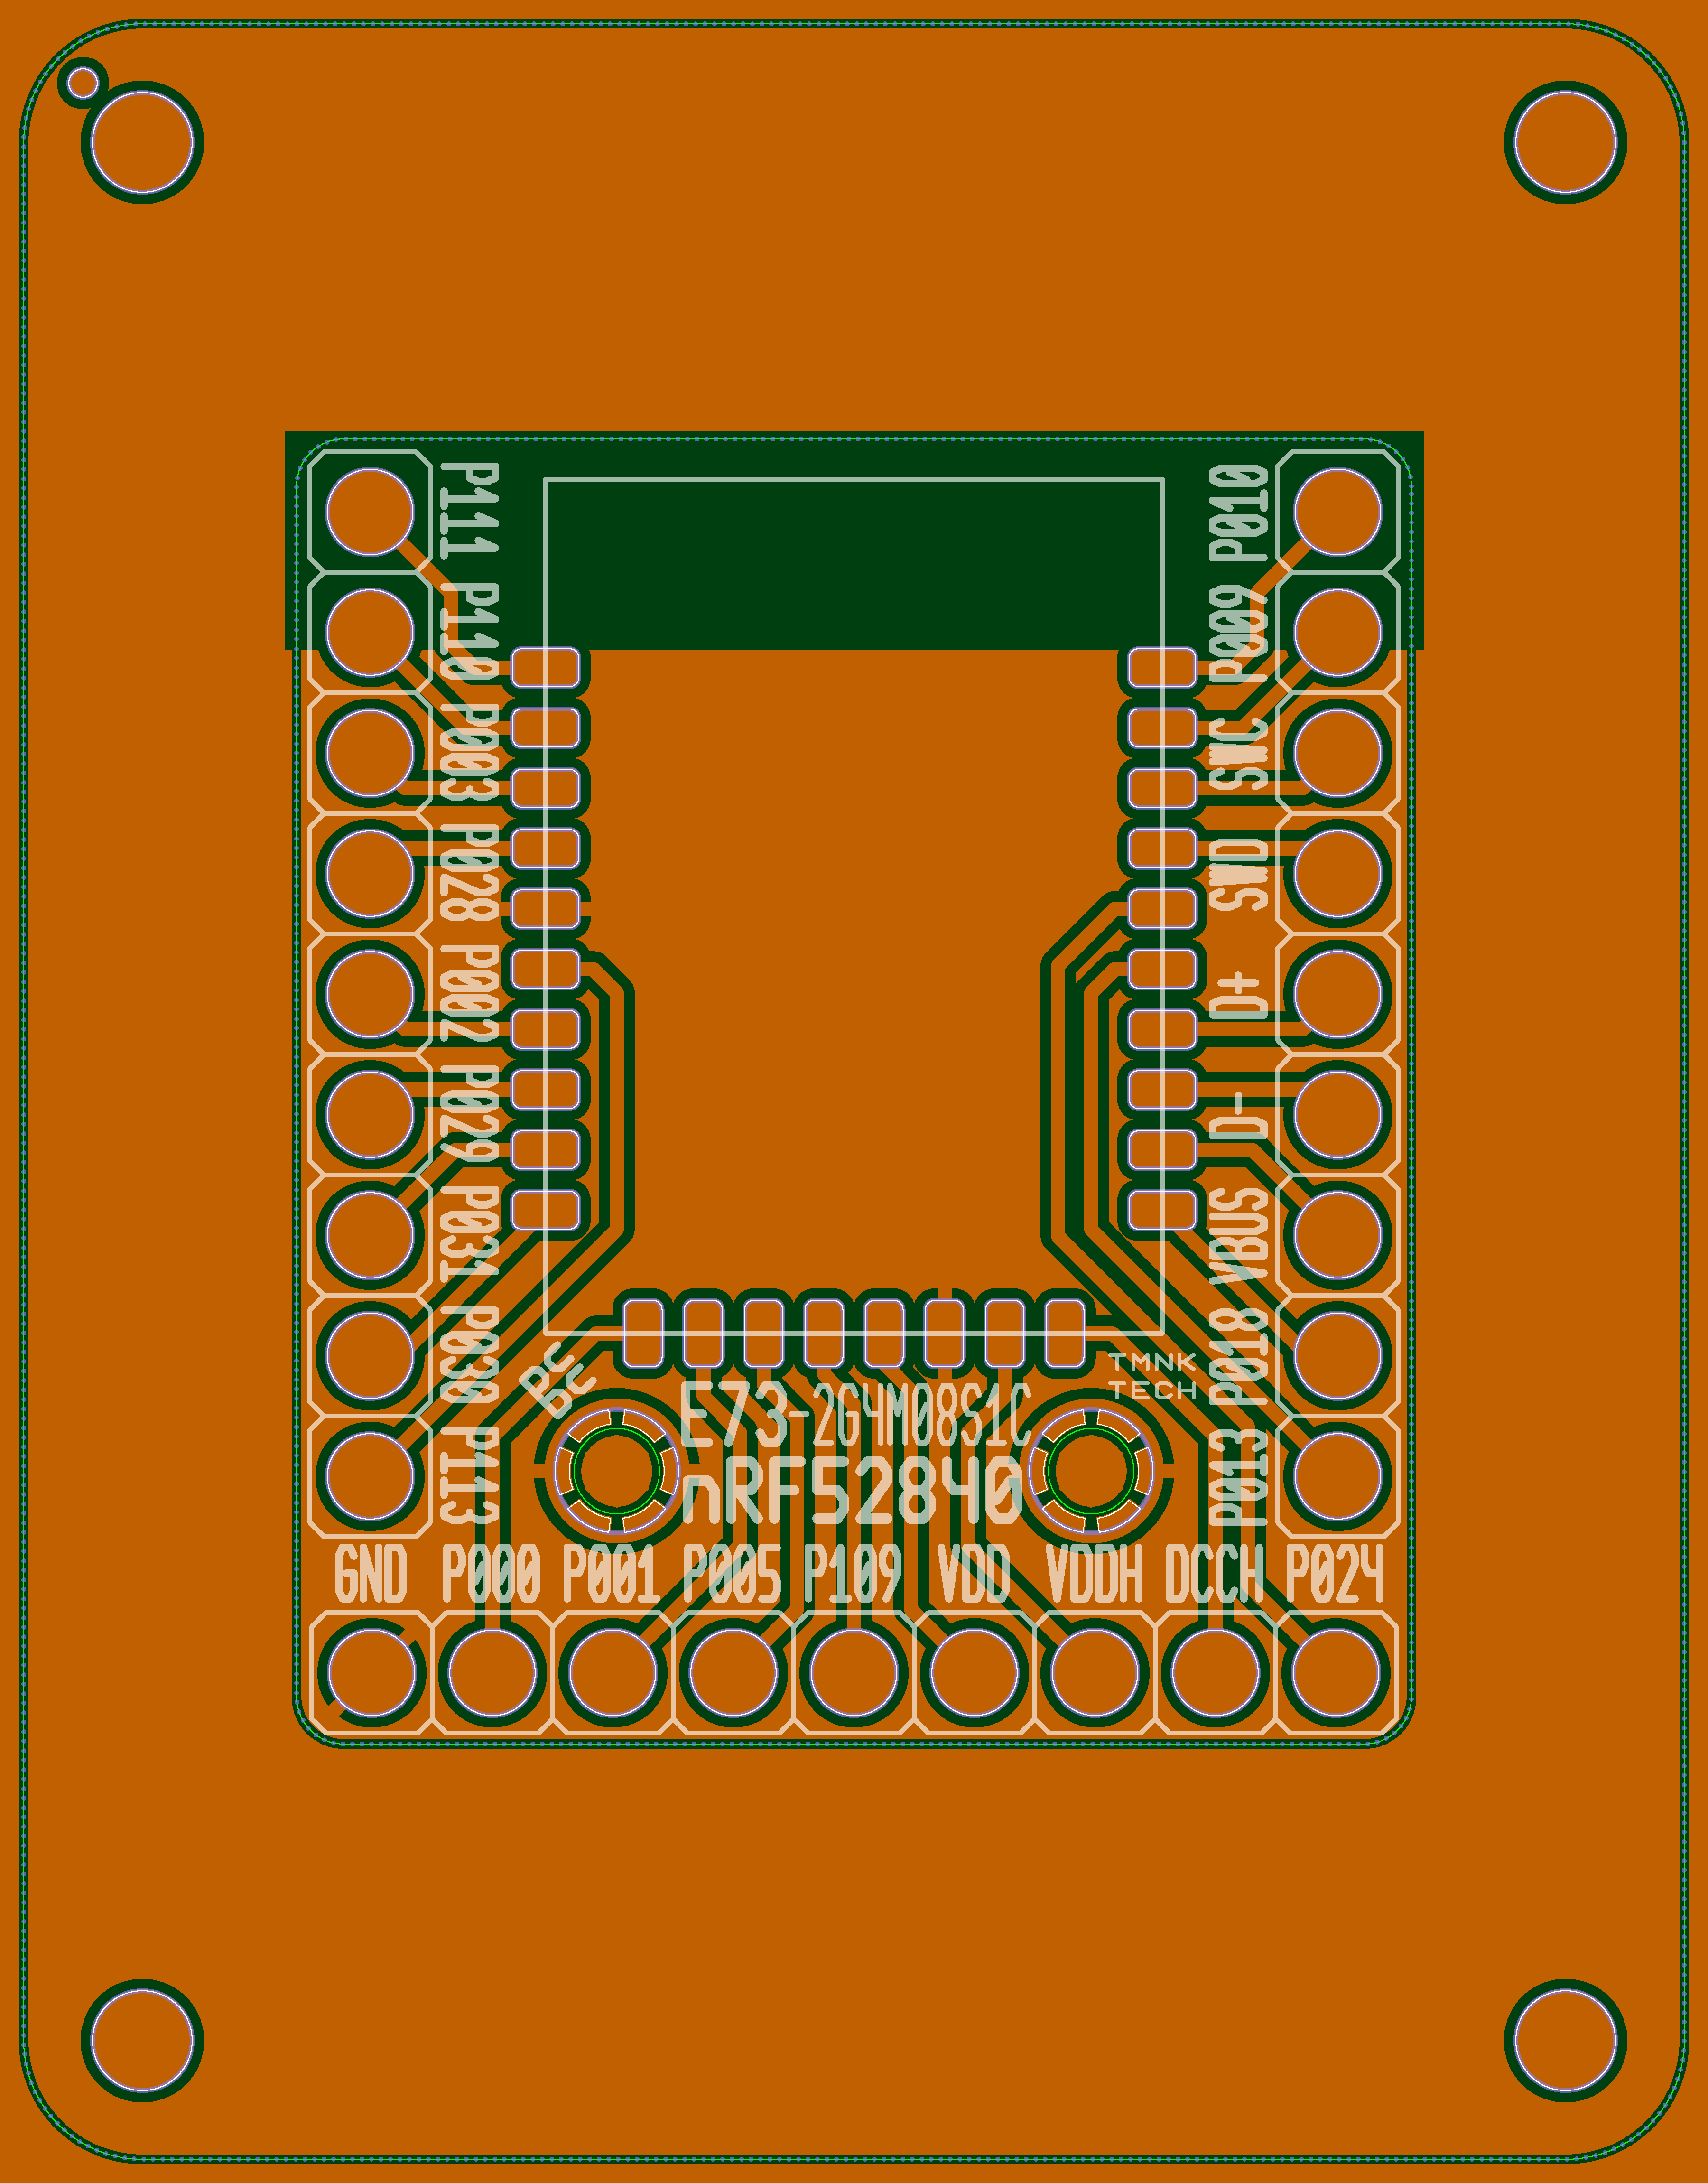 P111
P110
P003
P028
P002
P029
P031
P030
P113
P010
P009
SWC
SWD
D+
D-
VBUS
P018
P013
TMNK
TECH
E73-2G4M08S1C
nRF52840
GND P000 P001 P005 P109 VDD VDDH DCCH P024